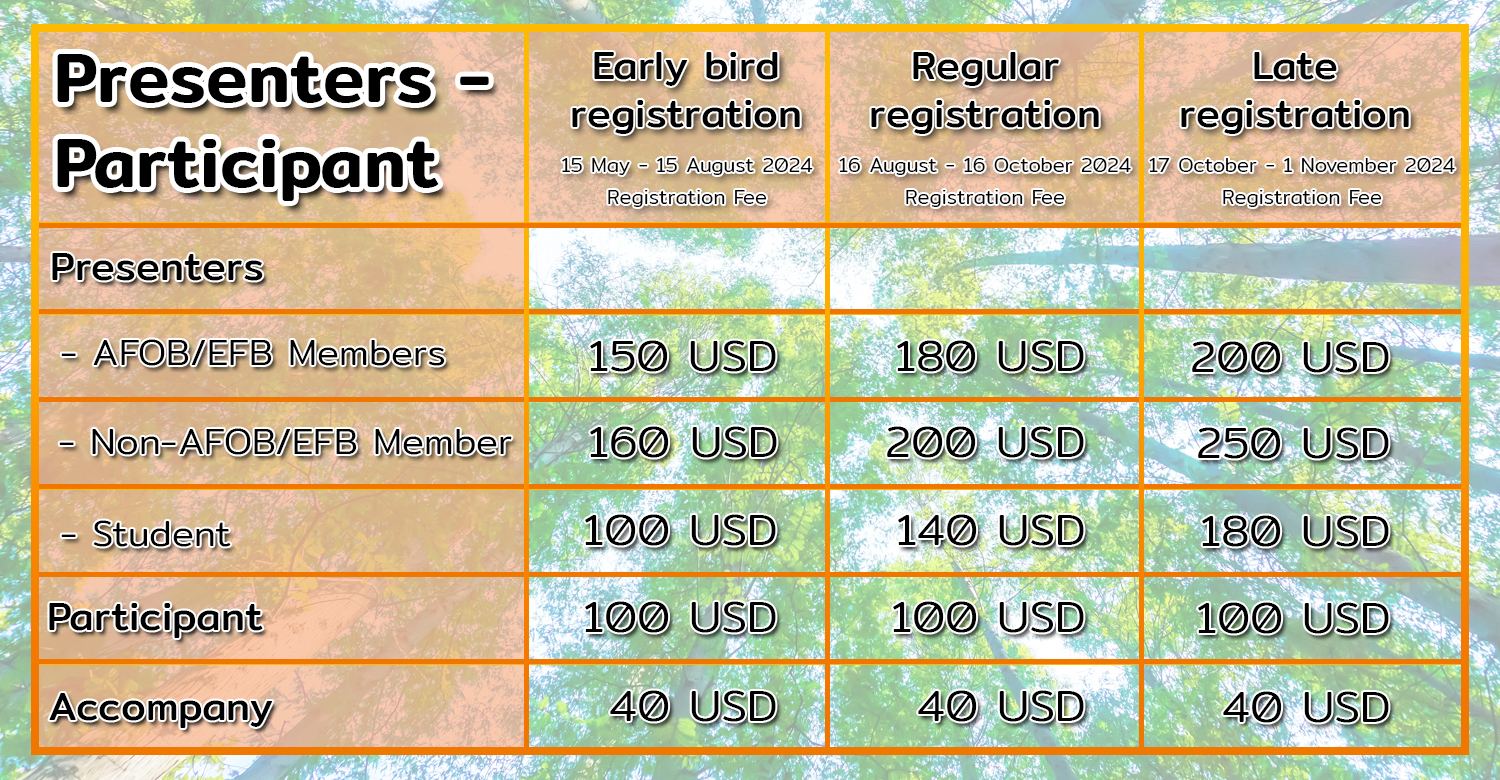 Presenters -
Participant
Early bird
registration
15 May - 15 August 2024
Registration Fee
Regular
registration
16 August - 16 October 2024
Registration Fee
Late
registration
17 October - 1 November 2024
Registration Fee
Presenters
- AFOB/EFB Members 150 USD 180 USD 200 USD
- Non-AFOB/EFB Member 160 USD 200 USD 250 USD
- Student 100 USD 140 USD 180 USD
Participant 100 USD 100 USD 100 USD
Accompany 40 USD 40 USD 40 USD